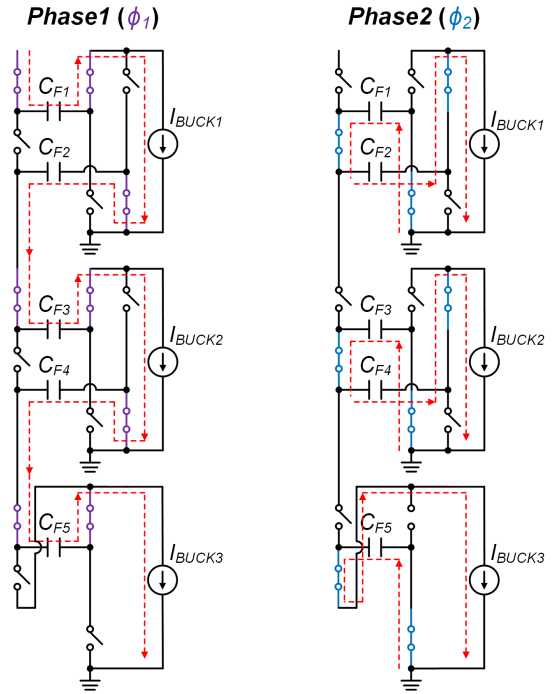 Phase1 (ϕ1)
CF1
IBUCK1
CF2
CF3
IBUCK2
CF4
CF5
IBUCK3
Phase2 (ϕ2)
CF1
IBUCK1
CF2
CF3
IBUCK2
CF4
CF5
IBUCK3